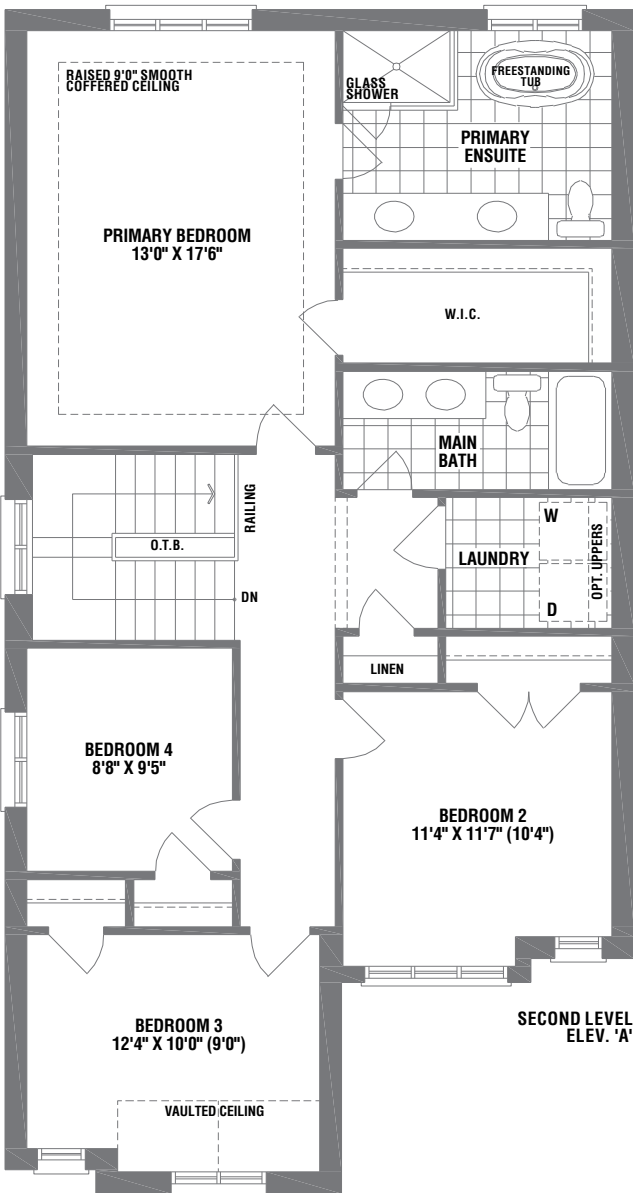 RAISED 9'0" SMOOTH
COFFERED CEILING
GLASS
SHOWER
FREESTANDING
TUB
PRIMARY
ENSUITE
PRIMARY BEDROOM
13'0" X 17'6"
W.I.C.
MAIN
BATH
RAILING
O.T.B.
DN
W
LAUNDRY
OPT. UPPERS
D
LINEN
BEDROOM 4
8'8" X 9'5"
BEDROOM 2
11'4" X 11'7" (10'4")
SECOND LEVEL
ELEV. 'A'
BEDROOM 3
12'4" X 10'0" (9'0")
VAULTED CEILING